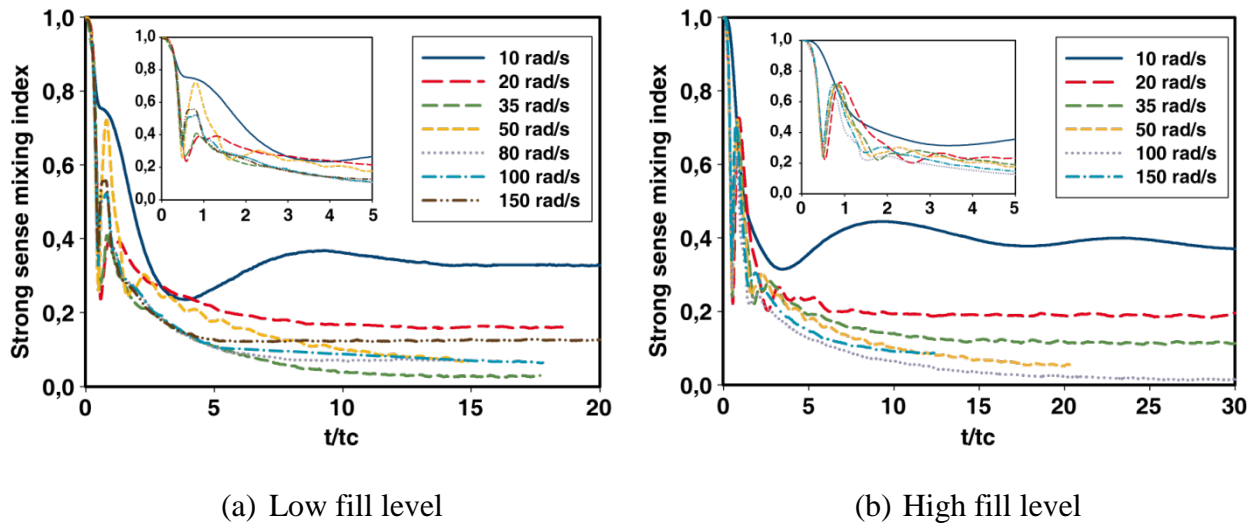 Strong sense mixing index
1,0
0,8
0,6
0,4
0,2
0,0
0 5 10 15 20
t/tc
1,0
0,8
0,6
0,4
0,2
0,0
0 1 2 3 4 5
10 rad/s
20 rad/s
35 rad/s
50 rad/s
80 rad/s
100 rad/s
150 rad/s
(a) Low fill level
Strong sense mixing index
1,0
0,8
0,6
0,4
0,2
0,0
0 5 10 15 20 25 30
t/tc
1,0
0,8
0,6
0,4
0,2
0,0
0 1 2 3 4 5
10 rad/s
20 rad/s
35 rad/s
50 rad/s
100 rad/s
150 rad/s
(b) High fill level